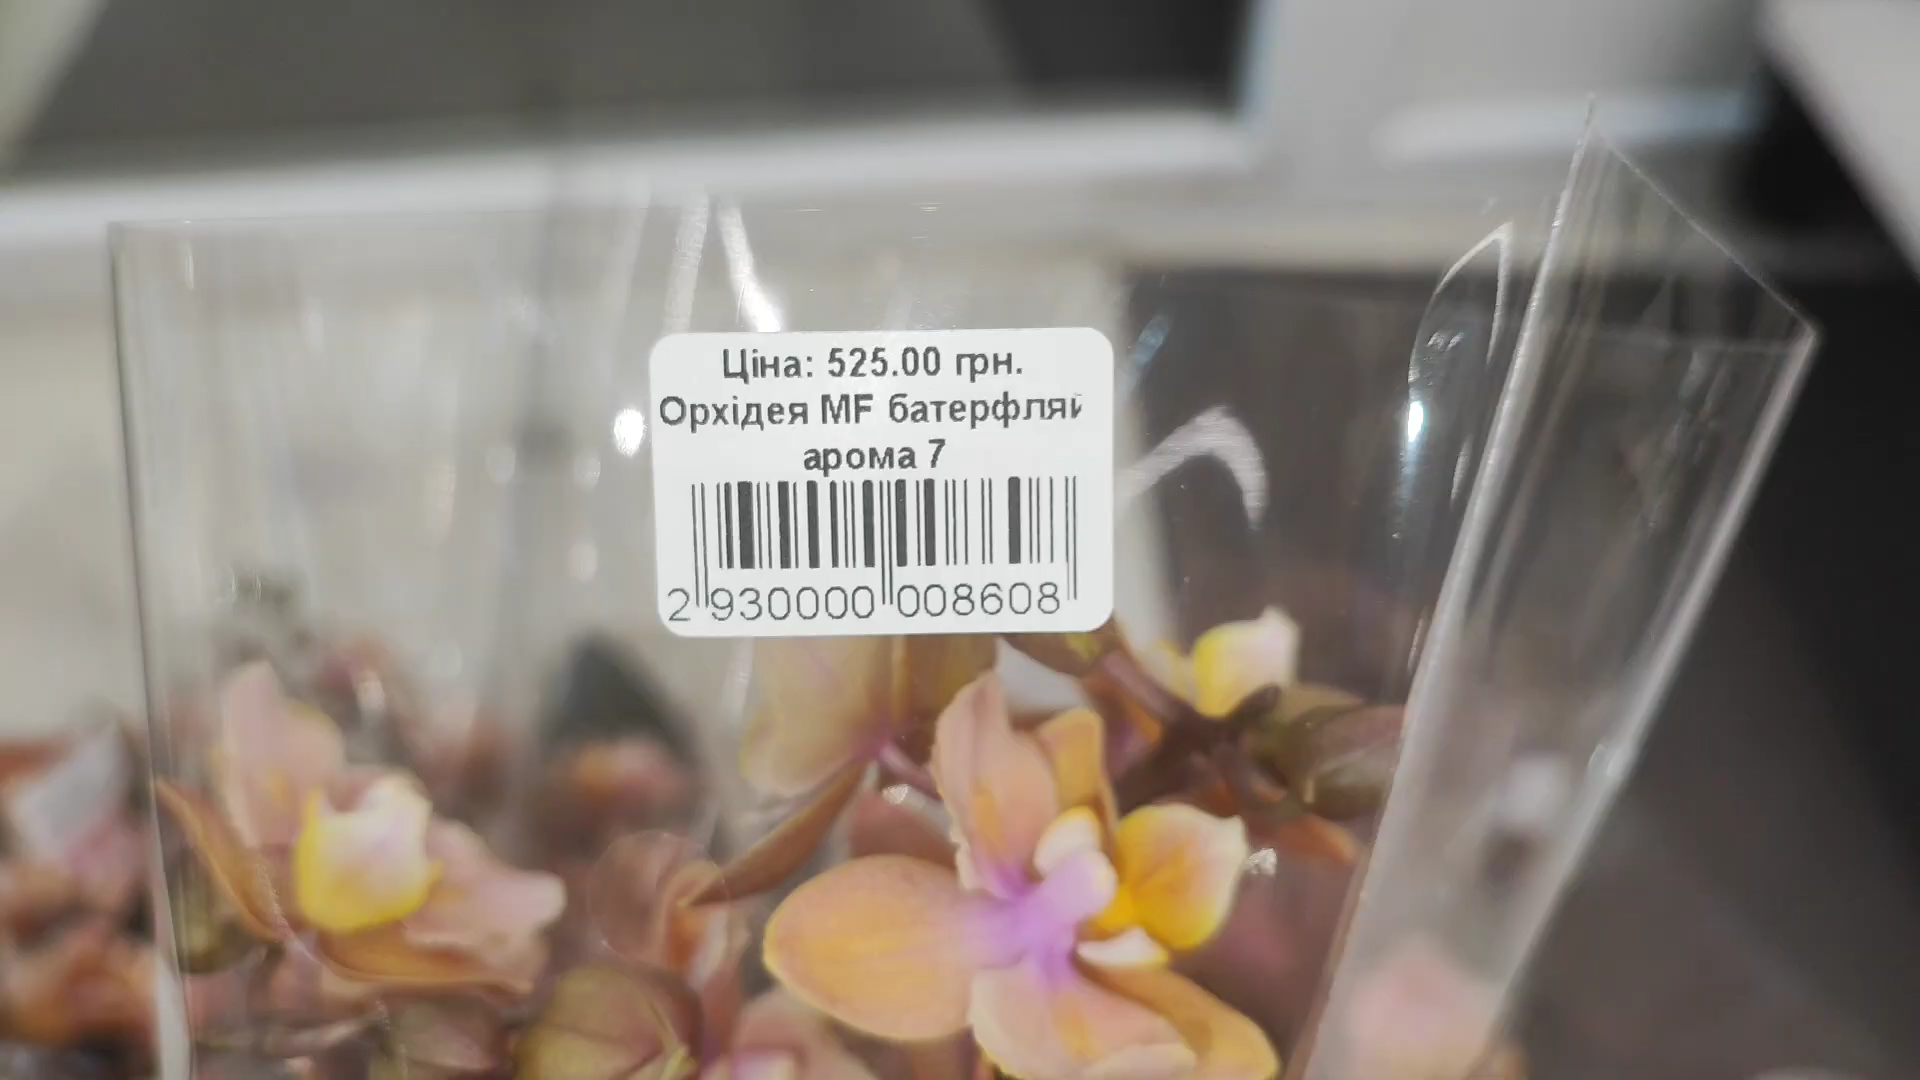 Ціна: 525.00 грн.
Орхідея MF батерфляй
арома 7
2 930000 008608